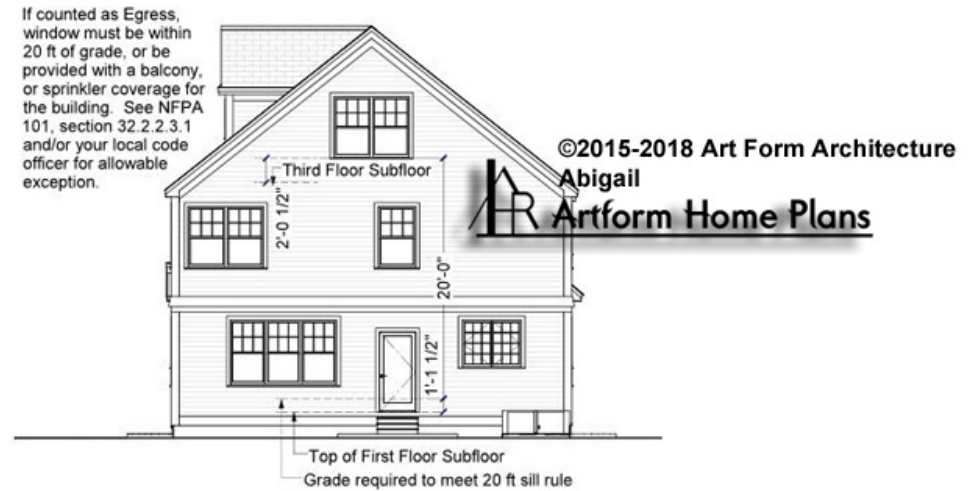 If counted as Egress,
window must be within
20 ft of grade, or be
provided with a balcony,
or sprinkler coverage for
the building. See NFPA
101, section 32.2.2.3.1
and/or your local code
officer for allowable
exception.
©2015-2018 Art Form Architecture
Abigail
AR Artform Home Plans
Third Floor Subfloor
2'-0 1/2"
20'-0"
1'-1 1/2"
Top of First Floor Subfloor
Grade required to meet 20 ft sill rule